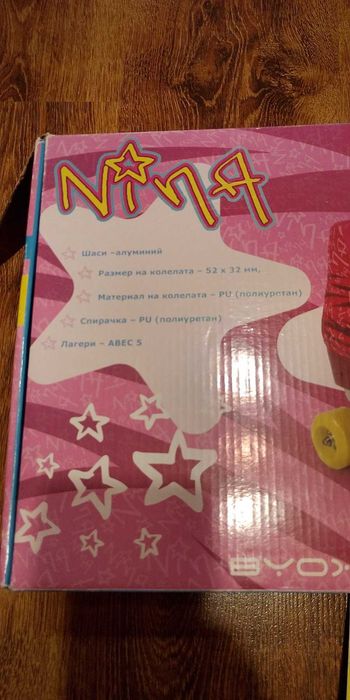 Nina
Шаси –алуминий
Размер на колелата – 52 x 32 мм,
Материал на колелата – PU (полиуретан)
Спирачка – PU (полиуретан)
Лагери – ABEC 5